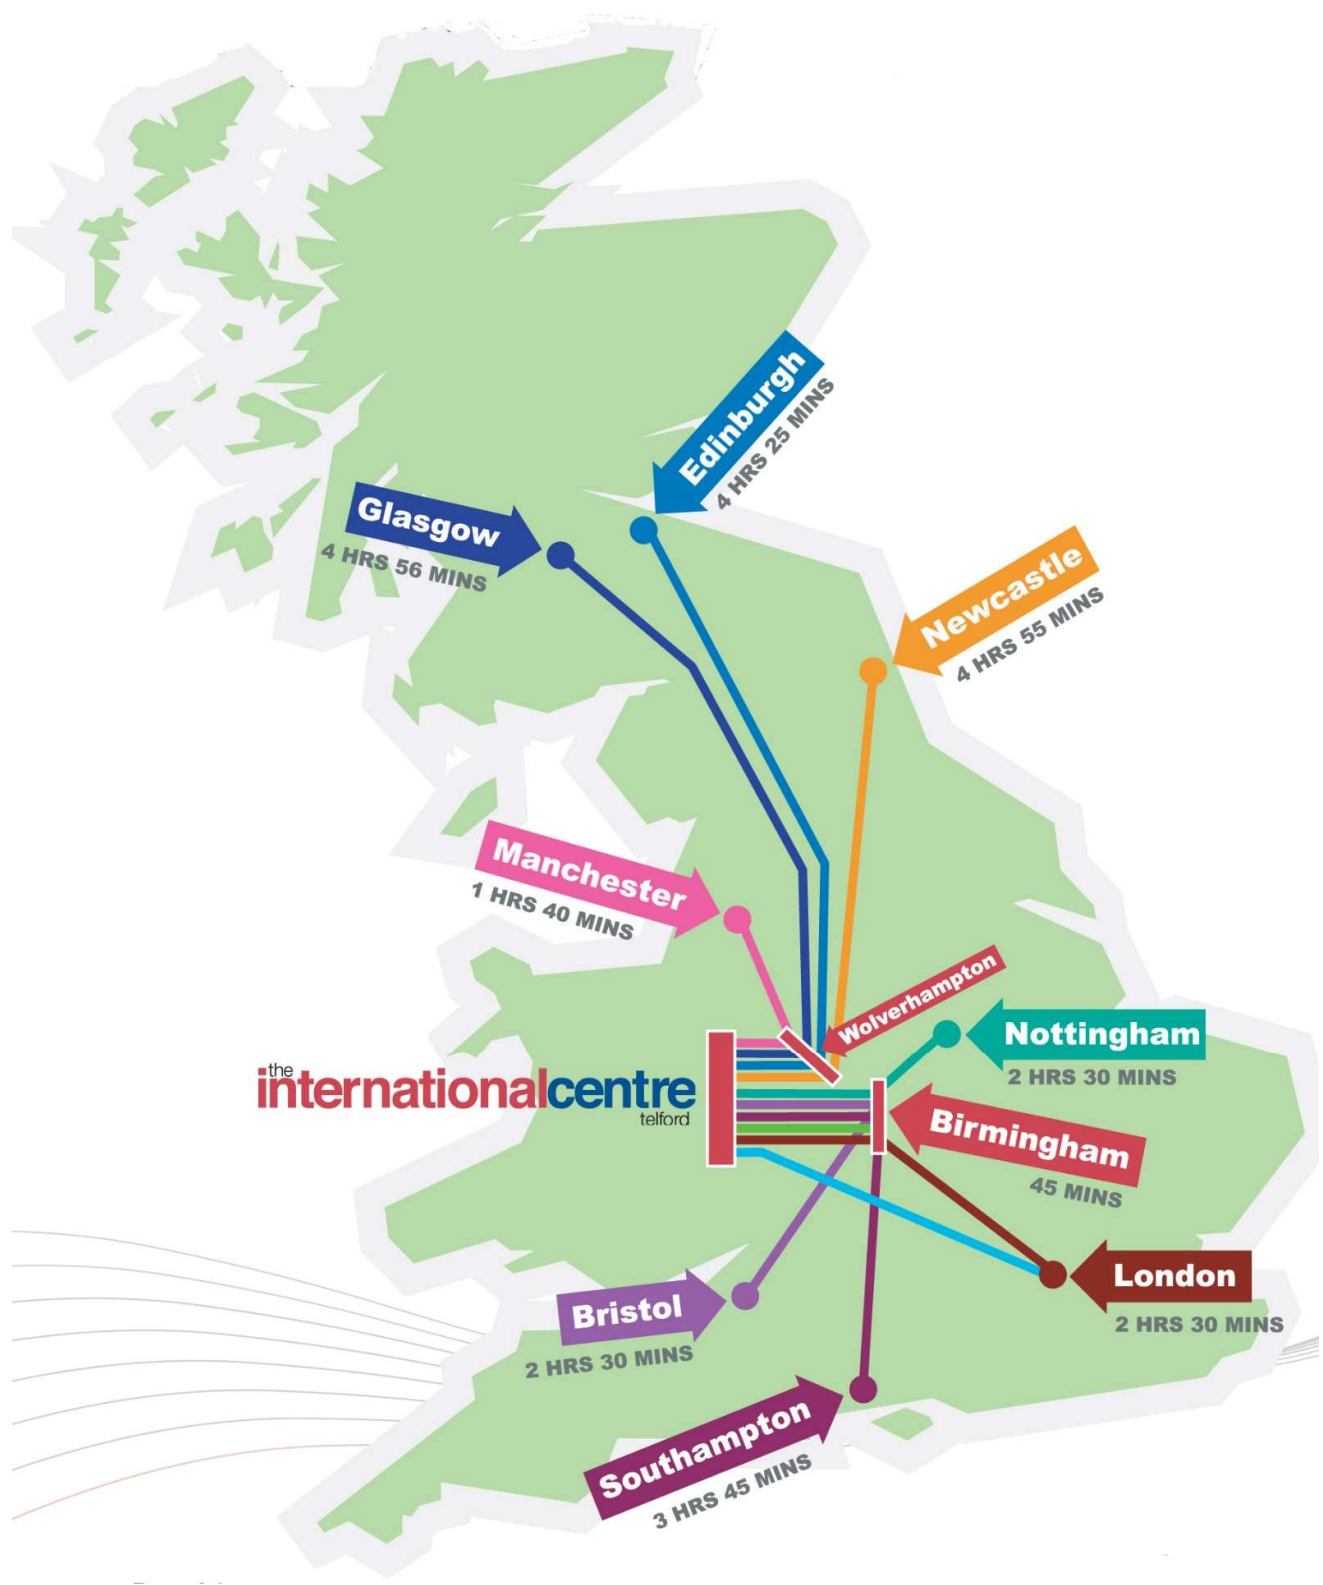 Edinburgh
4 HRS 25 MINS
Glasgow
4 HRS 56 MINS
Newcastle
4 HRS 55 MINS
Manchester
1 HRS 40 MINS
Wolverhampton
Nottingham
2 HRS 30 MINS
the
internationalcentre
telford
Birmingham
45 MINS
London
2 HRS 30 MINS
Bristol
2 HRS 30 MINS
Southampton
3 HRS 45 MINS